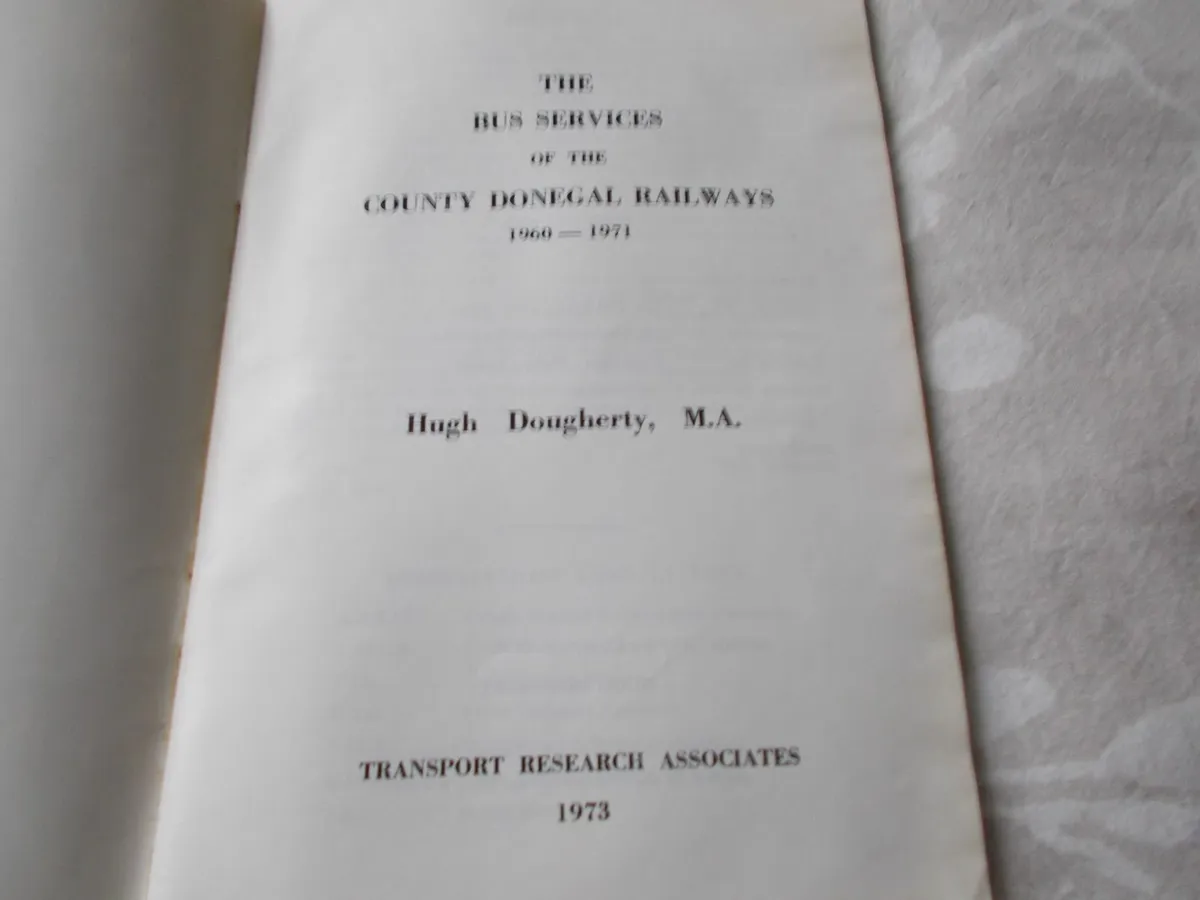 THE
BUS SERVICES
OF THE
COUNTY DONEGAL RAILWAYS
1960 — 1971
Hugh Dougherty, M.A.
TRANSPORT RESEARCH ASSOCIATES
1973